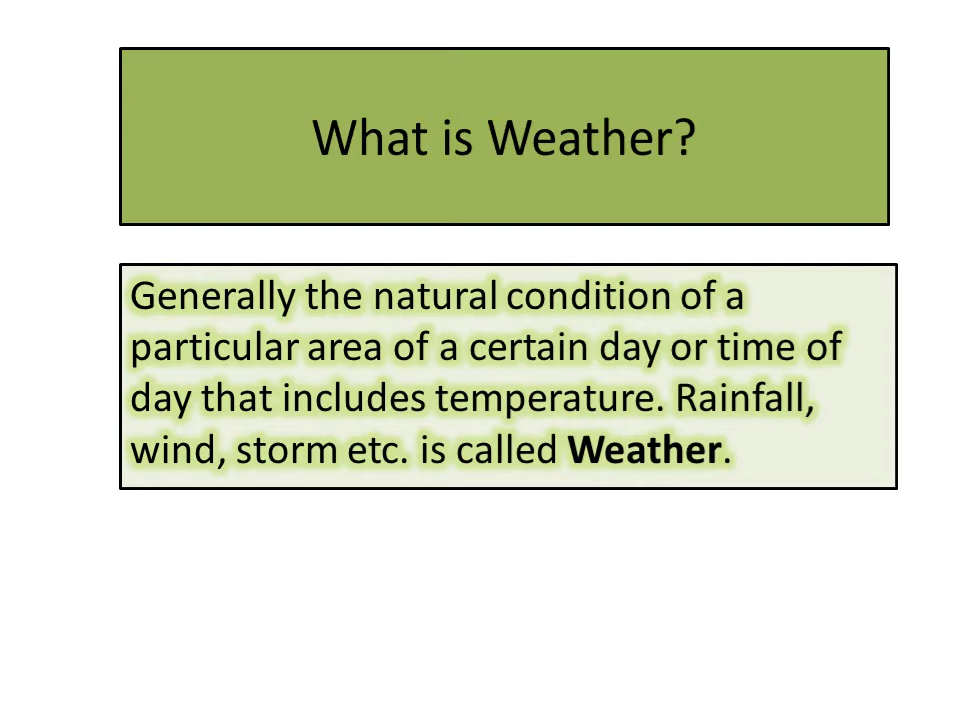 What is Weather?
Generally the natural condition of a
particular area of a certain day or time of
day that includes temperature. Rainfall,
wind, storm etc. is called Weather.